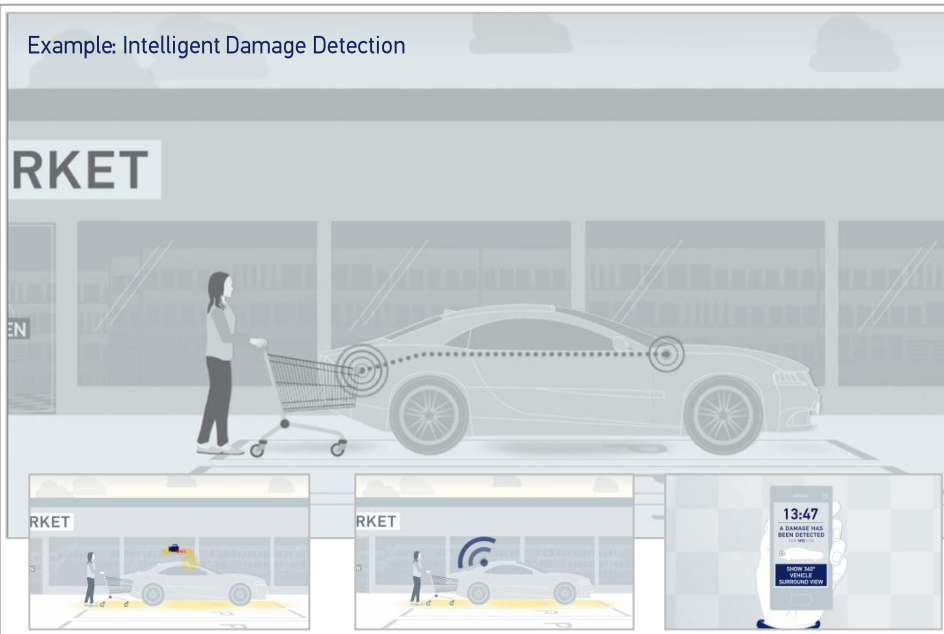 Example: Intelligent Damage Detection
RKET
EN
RKET
RKET
13:47
A DAMAGE HAS
BEEN DETECTED
SHOW 360°
VEHICLE
SURROUND VIEW